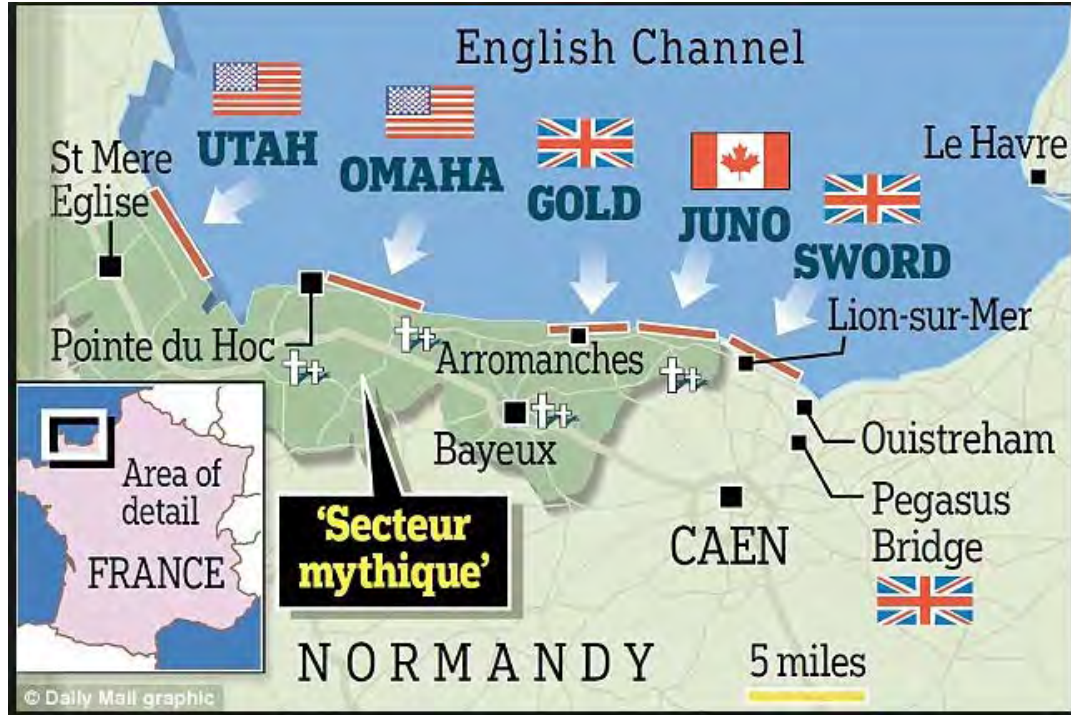 English Channel
UTAH
OMAHA
GOLD
JUNO
SWORD
St Mere
Eglise
Le Havre
Lion-sur-Mer
Pointe du Hoc
Arromanches
Bayeux
Ouistreham
Pegasus
Bridge
CAEN
Area of
detail
FRANCE
‘Secteur
mythique’
NORMANDY
5 miles
© Daily Mail graphic